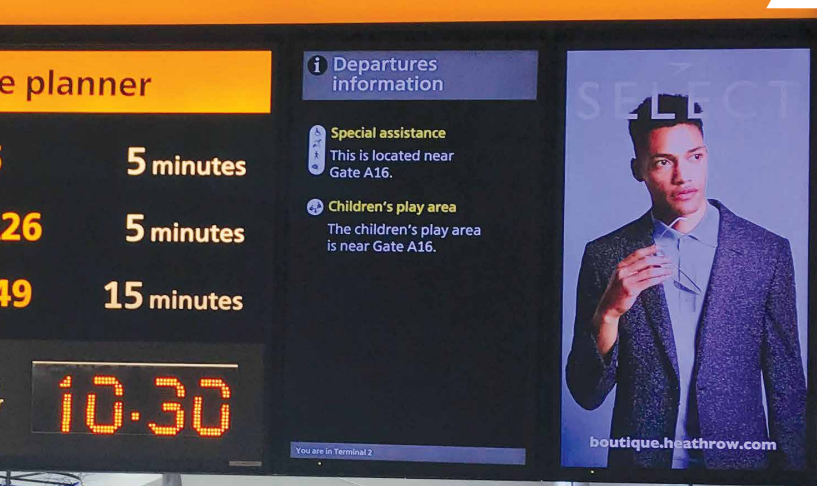 e planner
5 minutes
26
5 minutes
49
15 minutes
10.30
Departures
information
Special assistance
This is located near
Gate A16.
Children's play area
The children's play area
is near Gate A16.
You are in Terminal 2
SELECT
boutique.heathrow.com